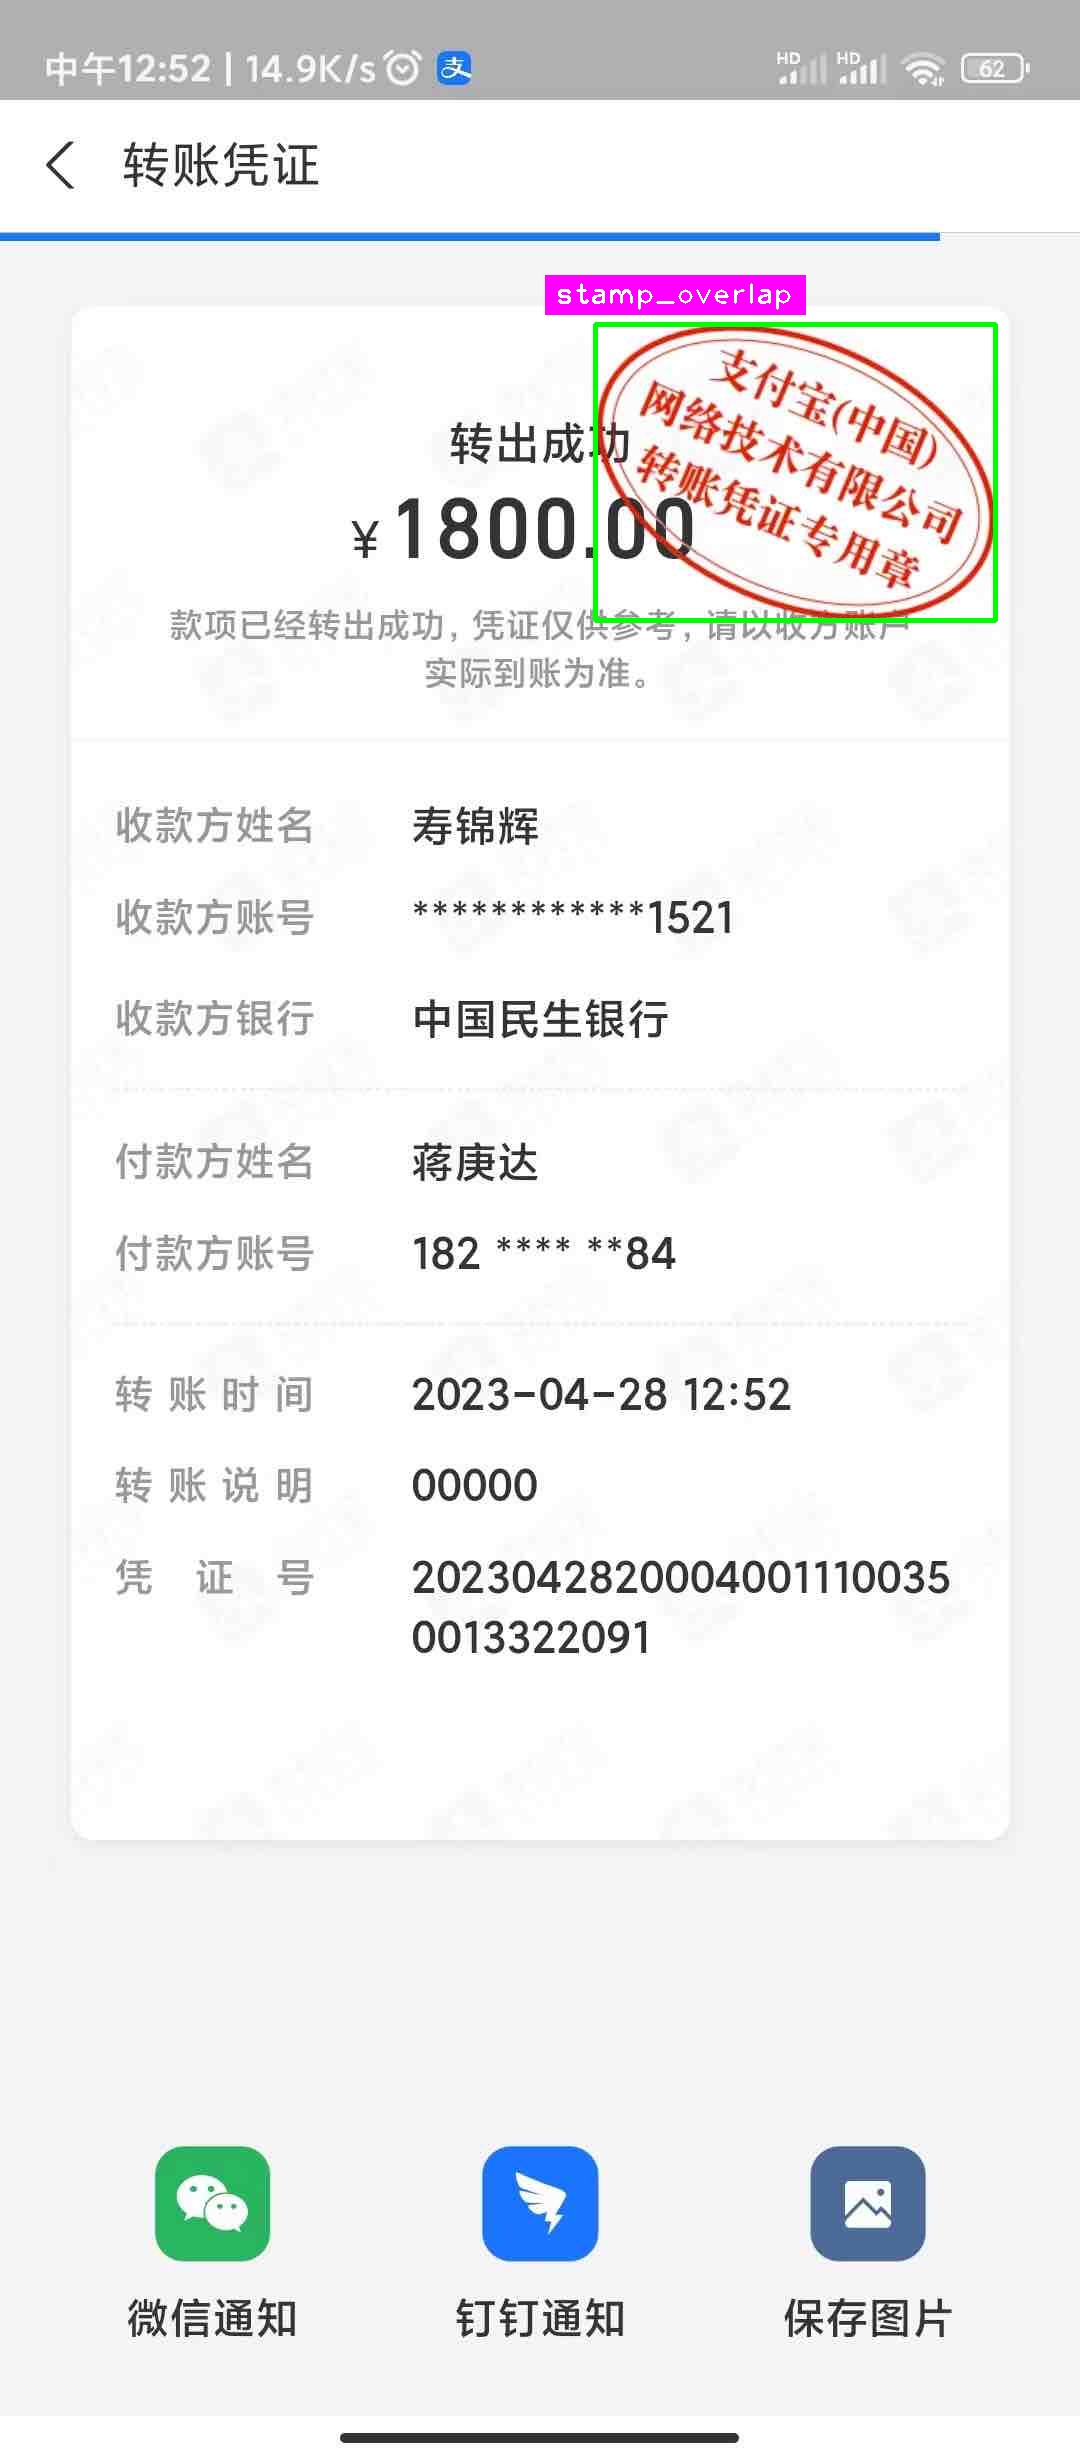 中午12:52 | 14.9K/s 支 HD HD 62
转账凭证
stamp_overlap
支付宝(中国)
网络技术有限公司
转账凭证专用章
转出成功
¥1800.00
款项已经转出成功，凭证仅供参考，请以收方账户
实际到账为准。
收款方姓名 寿锦辉
收款方账号 ************1521
收款方银行 中国民生银行
付款方姓名 蒋庚达
付款方账号 182 **** **84
转账时间 2023-04-28 12:52
转账说明 00000
凭证号 20230428200040011100350013322091
微信通知 钉钉通知 保存图片